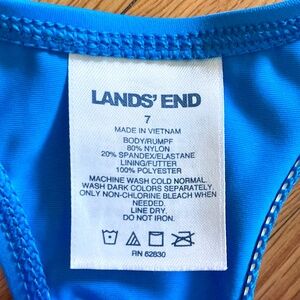 LANDS' END
7
MADE IN VIETNAM
BODY/RUMPF
80% NYLON
20% SPANDEX/ELASTANE
LINING/FUTTER
100% POLYESTER
MACHINE WASH COLD NORMAL.
WASH DARK COLORS SEPARATELY.
ONLY NON-CHLORINE BLEACH WHEN
NEEDED.
LINE DRY.
DO NOT IRON.
RN 62830